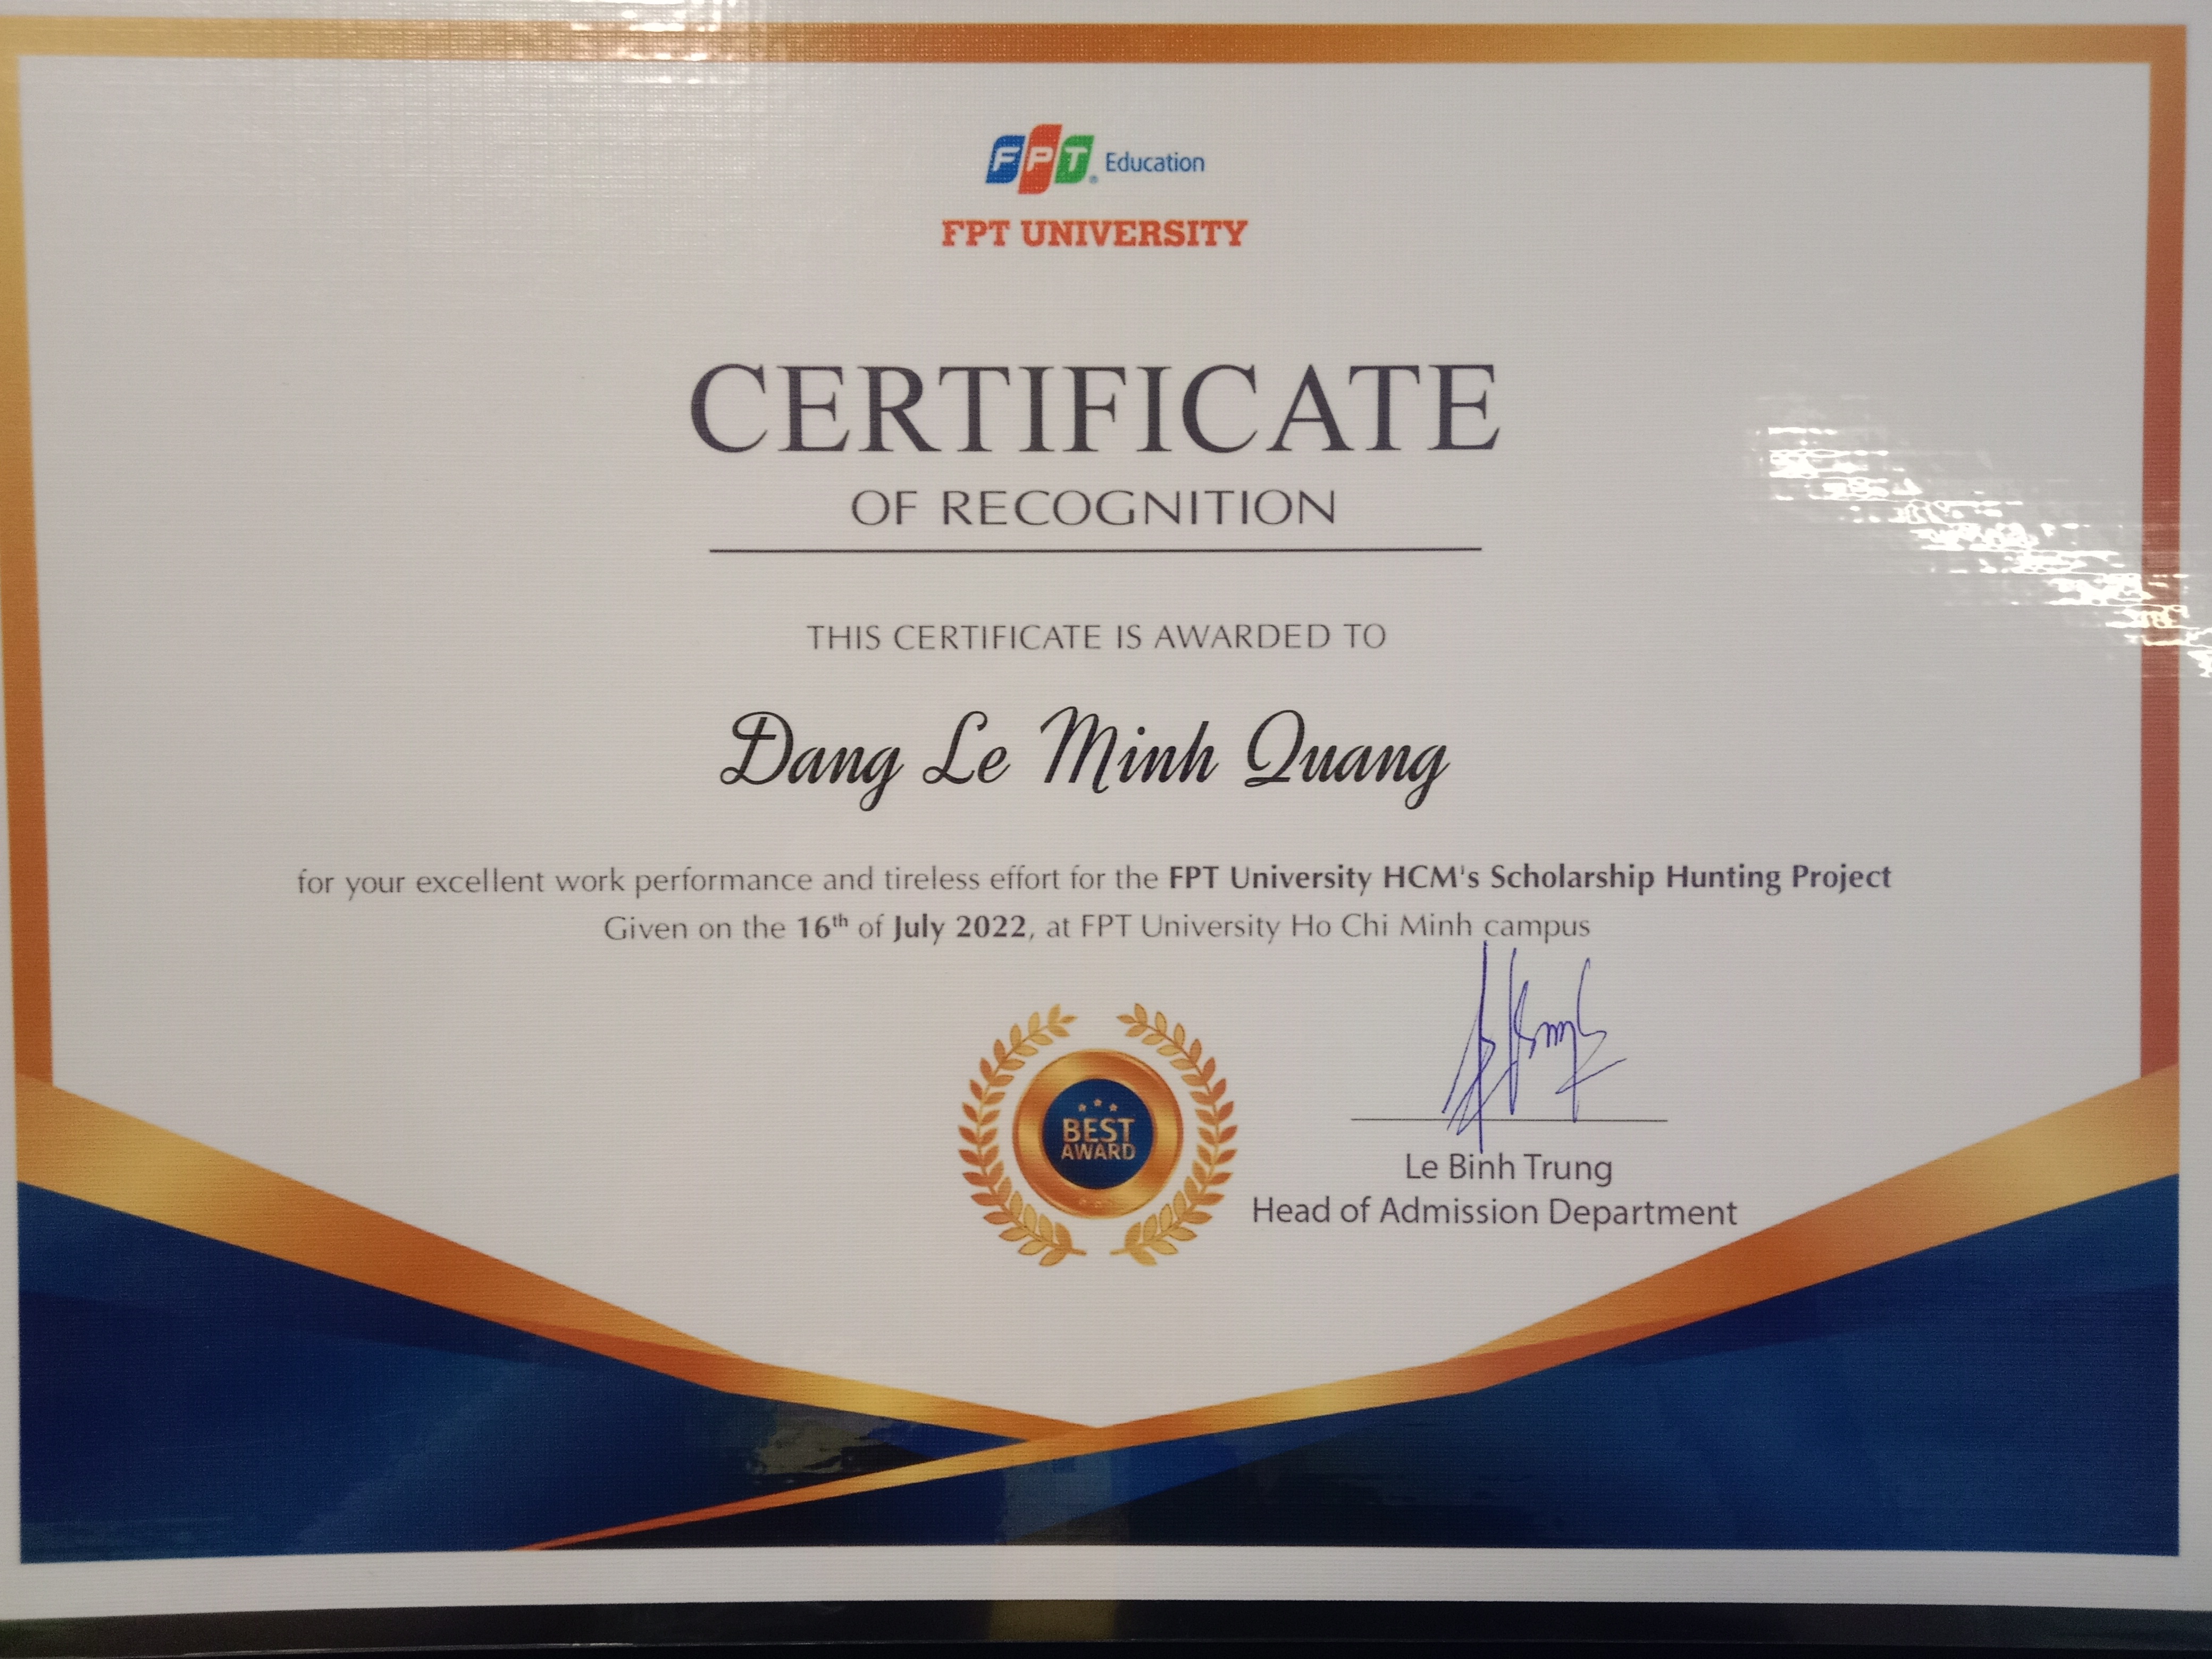 FPT Education
FPT UNIVERSITY
CERTIFICATE
OF RECOGNITION
THIS CERTIFICATE IS AWARDED TO
Đang Le Minh Quang
for your excellent work performance and tireless effort for the FPT University HCM's Scholarship Hunting Project
Given on the 16th of July 2022, at FPT University Ho Chi Minh campus
BEST
AWARD
Le Binh Trung
Head of Admission Department